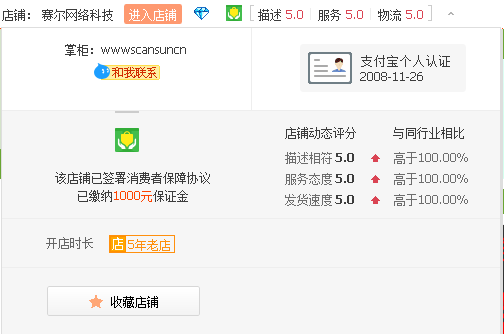 店铺： 赛尔网络科技 进入店铺 描述 5.0 服务 5.0 物流 5.0
掌柜：wwwscansuncn
和我联系
支付宝个人认证
2008-11-26
该店铺已签署消费者保障协议
已缴纳1000元保证金
店铺动态评分 与同行业相比
描述相符 5.0 高于100.00%
服务态度 5.0 高于100.00%
发货速度 5.0 高于100.00%
开店时长 店 5年老店
收藏店铺